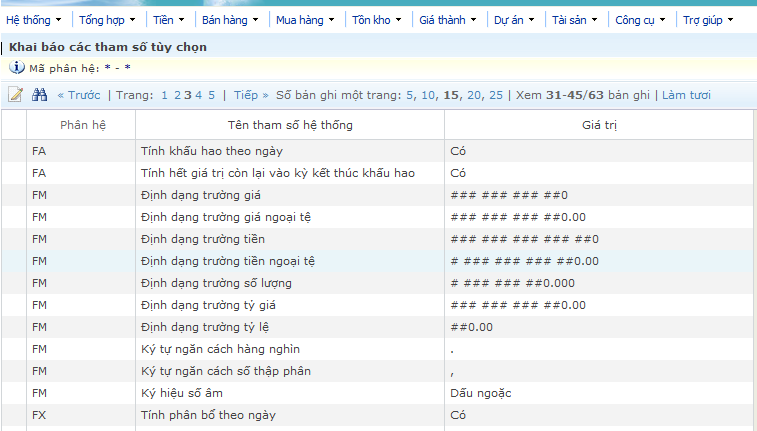 Hệ thống Tổng hợp Tiền Bán hàng Mua hàng Tồn kho Giá thành Dự án Tài sản Công cụ Trợ giúp
Khai báo các tham số tùy chọn
Mã phân hệ: * - *
« Trước | Trang: 1 2 3 4 5 | Tiếp » Số bản ghi một trang: 5, 10, 15, 20, 25 | Xem 31-45/63 bản ghi | Làm tươi
Phân hệ Tên tham số hệ thống Giá trị
FA Tính khấu hao theo ngày Có
FA Tính hết giá trị còn lại vào kỳ kết thúc khấu hao Có
FM Định dạng trường giá ### ### ### ##0
FM Định dạng trường giá ngoại tệ ### ### ### ##0.00
FM Định dạng trường tiền ### ### ### ### ##0
FM Định dạng trường tiền ngoại tệ # ### ### ### ##0.00
FM Định dạng trường số lượng # ### ### ##0.000
FM Định dạng trường tỷ giá ### ### ### ##0.00
FM Định dạng trường tỷ lệ ##0.00
FM Ký tự ngăn cách hàng nghìn .
FM Ký tự ngăn cách số thập phân ,
FM Ký hiệu số âm Dấu ngoặc
FX Tính phân bổ theo ngày Có